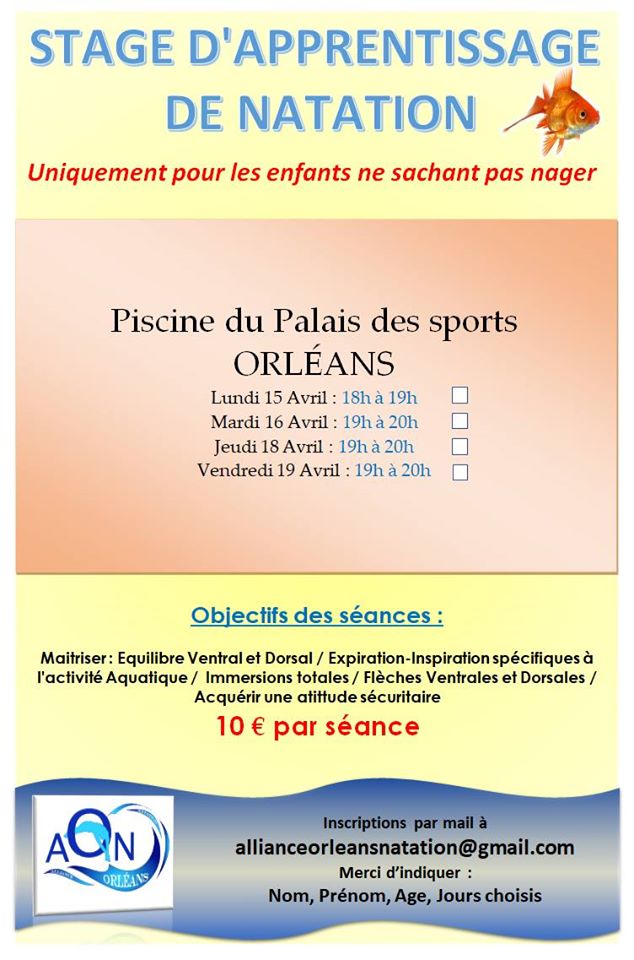 STAGE D'APPRENTISSAGE
DE NATATION
Uniquement pour les enfants ne sachant pas nager
Piscine du Palais des sports
ORLÉANS
Lundi 15 Avril : 18h à 19h
Mardi 16 Avril : 19h à 20h
Jeudi 18 Avril : 19h à 20h
Vendredi 19 Avril : 19h à 20h
Objectifs des séances :
Maitriser : Equilibre Ventral et Dorsal / Expiration-Inspiration spécifiques à
l'activité Aquatique / Immersions totales / Flèches Ventrales et Dorsales /
Acquérir une atittude sécuritaire
10 € par séance
AON
ORLÉANS
Inscriptions par mail à
allianceorleansnatation@gmail.com
Merci d'indiquer :
Nom, Prénom, Age, Jours choisis